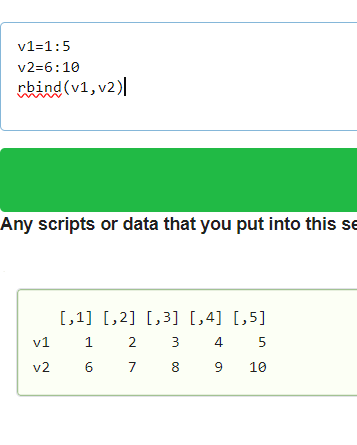 v1=1:5
v2=6:10
rbind(v1,v2)
Any scripts or data that you put into this se
[,1] [,2] [,3] [,4] [,5]
v1 1 2 3 4 5
v2 6 7 8 9 10